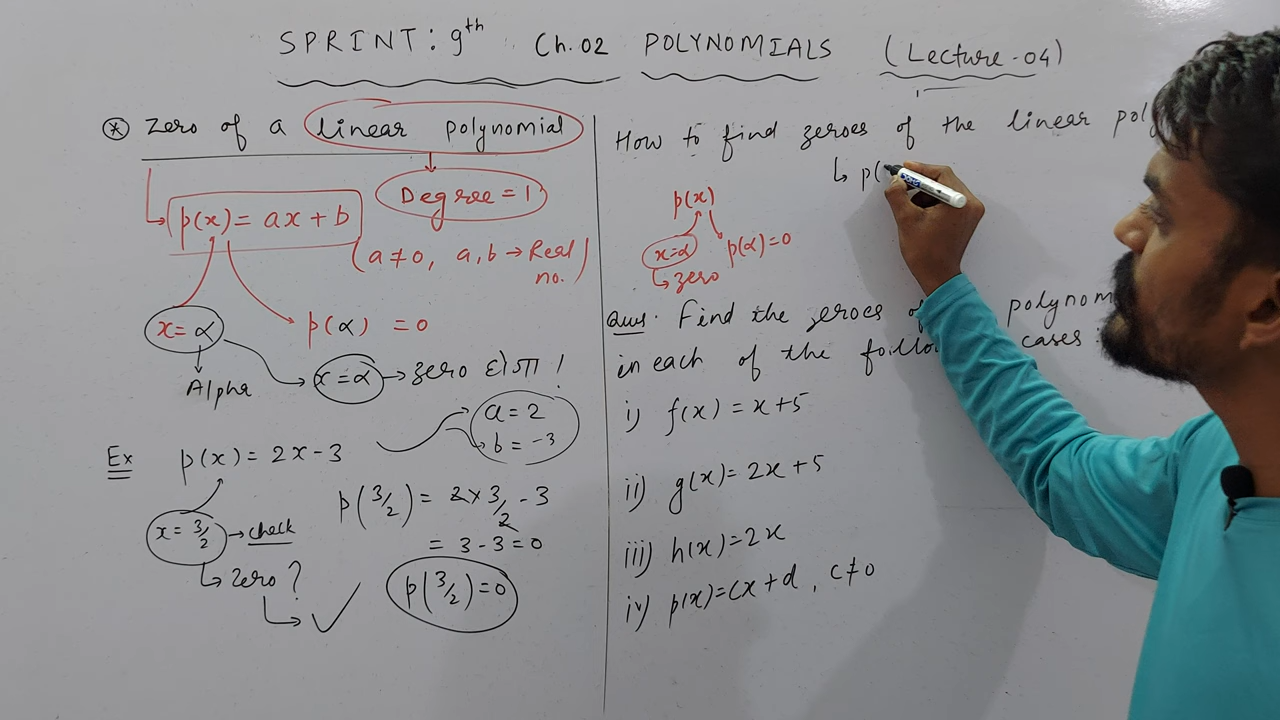 SPRINT: 9th Ch. 02 POLYNOMIALS (Lecture-04)
* Zero of a linear polynomial
Degree = 1
p(x) = ax + b
(a ≠ 0, a, b → Real no.)
x = α
p(α) = 0
Alpha
x = α → zero होगा !
Ex p(x) = 2x - 3
a = 2
b = -3
x = 3/2 → check
↳ zero ?
↳ ✓
p(3/2) = 2 × 3/2 - 3
= 3 - 3 = 0
p(3/2) = 0
How to find zeroes of the linear poly
↳ p(
p(x)
x = α
p(α) = 0
↳ zero
Ques. Find the zeroes of polynom
in each of the follo cases :
i) f(x) = x + 5
ii) g(x) = 2x + 5
iii) h(x) = 2x
iv) p(x) = cx + d , c ≠ 0